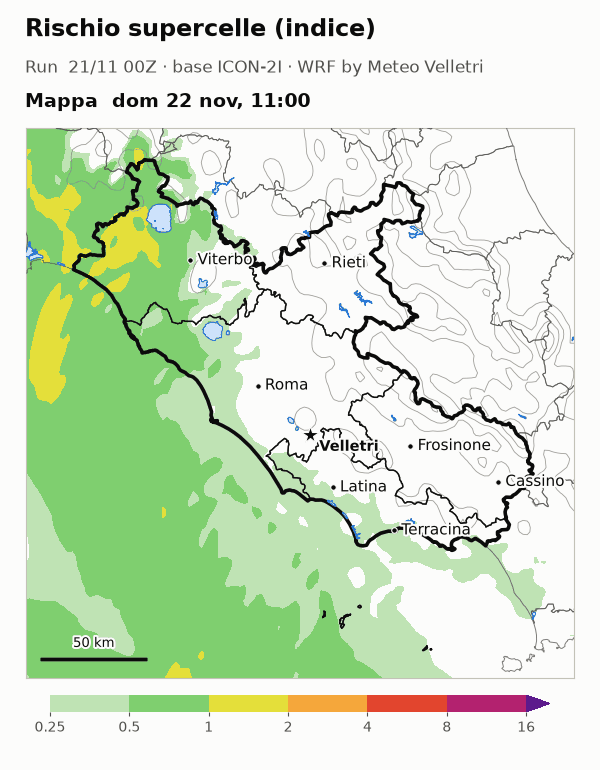 Rischio supercelle (indice)
Run  21/11 00Z · base ICON-2I · WRF by Meteo Velletri
Mappa  dom 22 nov, 11:00
Viterbo
Rieti
Roma
Velletri
Frosinone
Cassino
Latina
Terracina
50 km
0.25 0.5 1 2 4 8 16